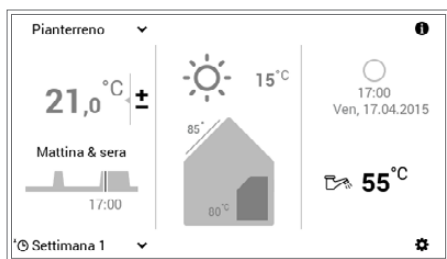 Pianterreno
21,0 °C ±
Mattina & sera
17:00
Settimana 1
15°C
85°
80°C
17:00
Ven, 17.04.2015
55°C